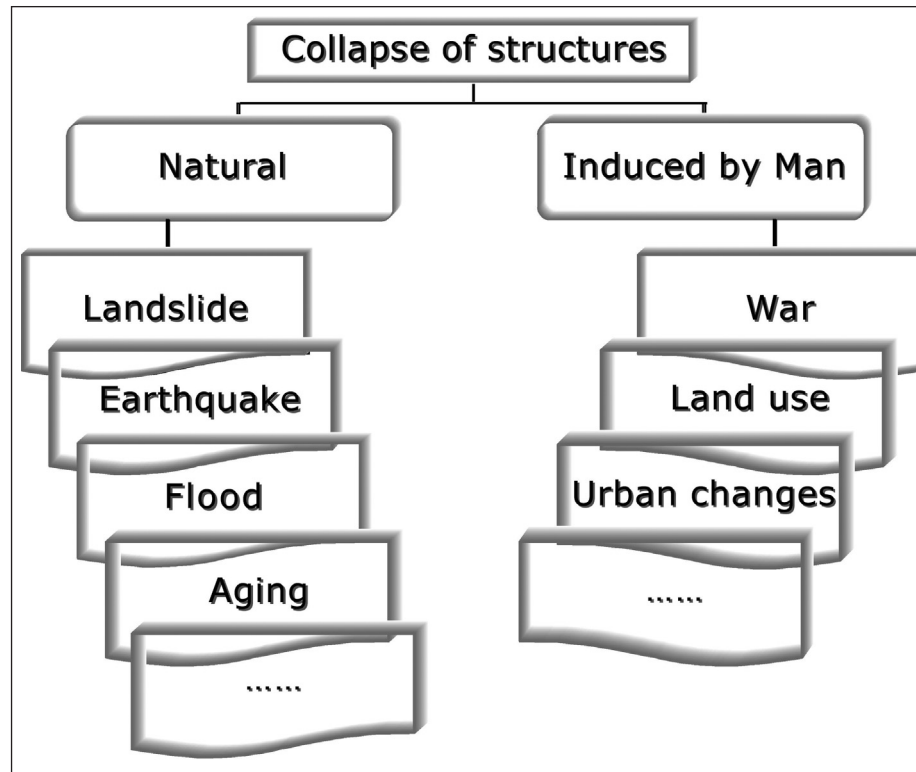 Collapse of structures
Natural
Induced by Man
Landslide
Earthquake
Flood
Aging
……
War
Land use
Urban changes
……